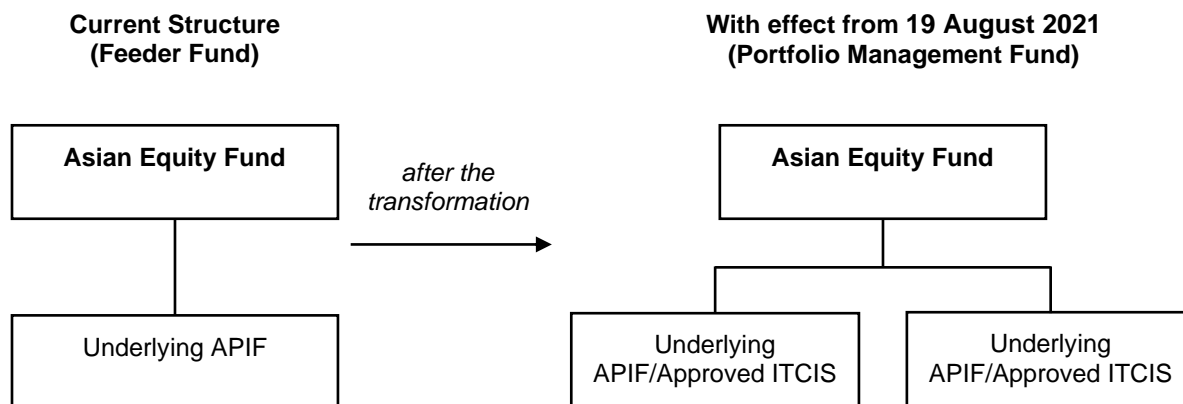 Current Structure
(Feeder Fund)
With effect from 19 August 2021
(Portfolio Management Fund)
Asian Equity Fund
after the
transformation
Asian Equity Fund
Underlying APIF
Underlying
APIF/Approved ITCIS
Underlying
APIF/Approved ITCIS